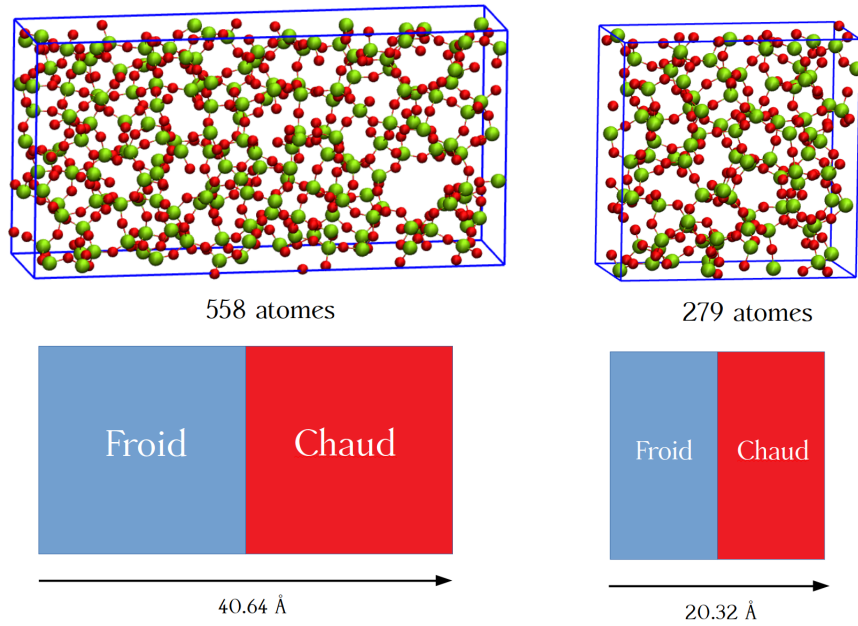 558 atomes
279 atomes
Froid
Chaud
Froid
Chaud
40.64 Å
20.32 Å